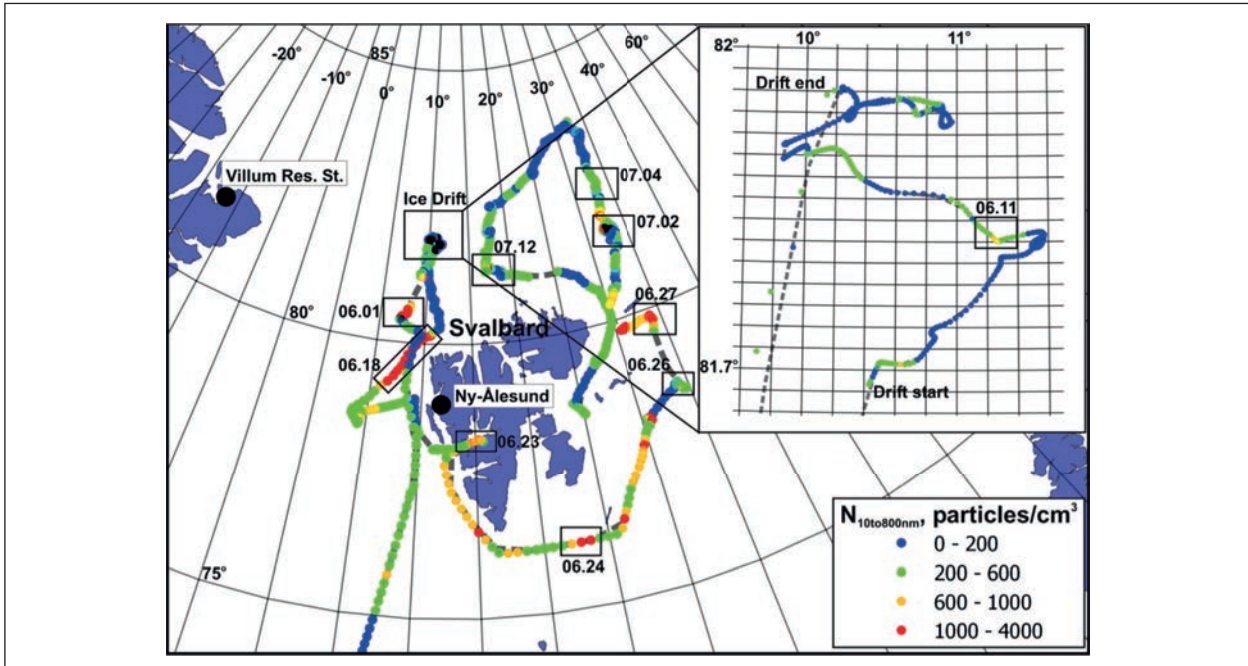 -20°
-10°
0°
85°
10°
20°
30°
40°
60°
Villum Res. St.
Ice Drift
07.04
07.02
07.12
06.01
80°
Svalbard
06.27
06.18
06.26
81.7°
Ny-Ålesund
06.23
06.24
75°
82°
10°
11°
Drift end
06.11
Drift start
N10to800nm, particles/cm3
0 - 200
200 - 600
600 - 1000
1000 - 4000